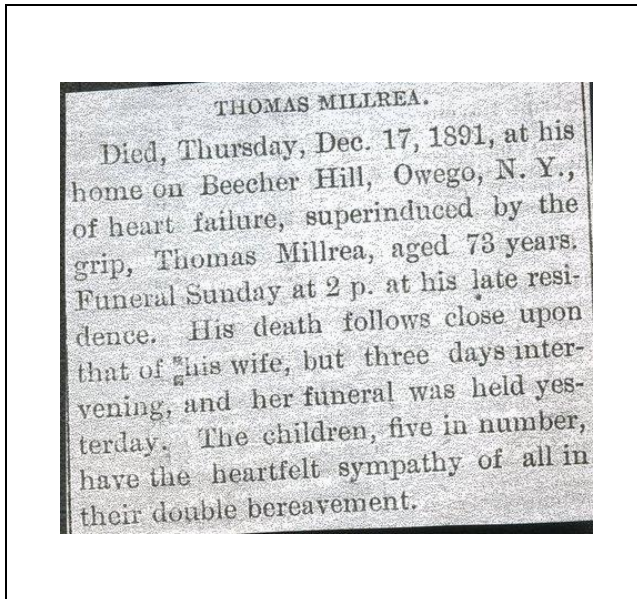 THOMAS MILLREA.
Died, Thursday, Dec. 17, 1891, at his
home on Beecher Hill, Owego, N. Y.,
of heart failure, superinduced by the
grip, Thomas Millrea, aged 73 years.
Funeral Sunday at 2 p. at his late resi-
dence. His death follows close upon
that of his wife, but three days inter-
vening, and her funeral was held yes-
terday. The children, five in number,
have the heartfelt sympathy of all in
their double bereavement.